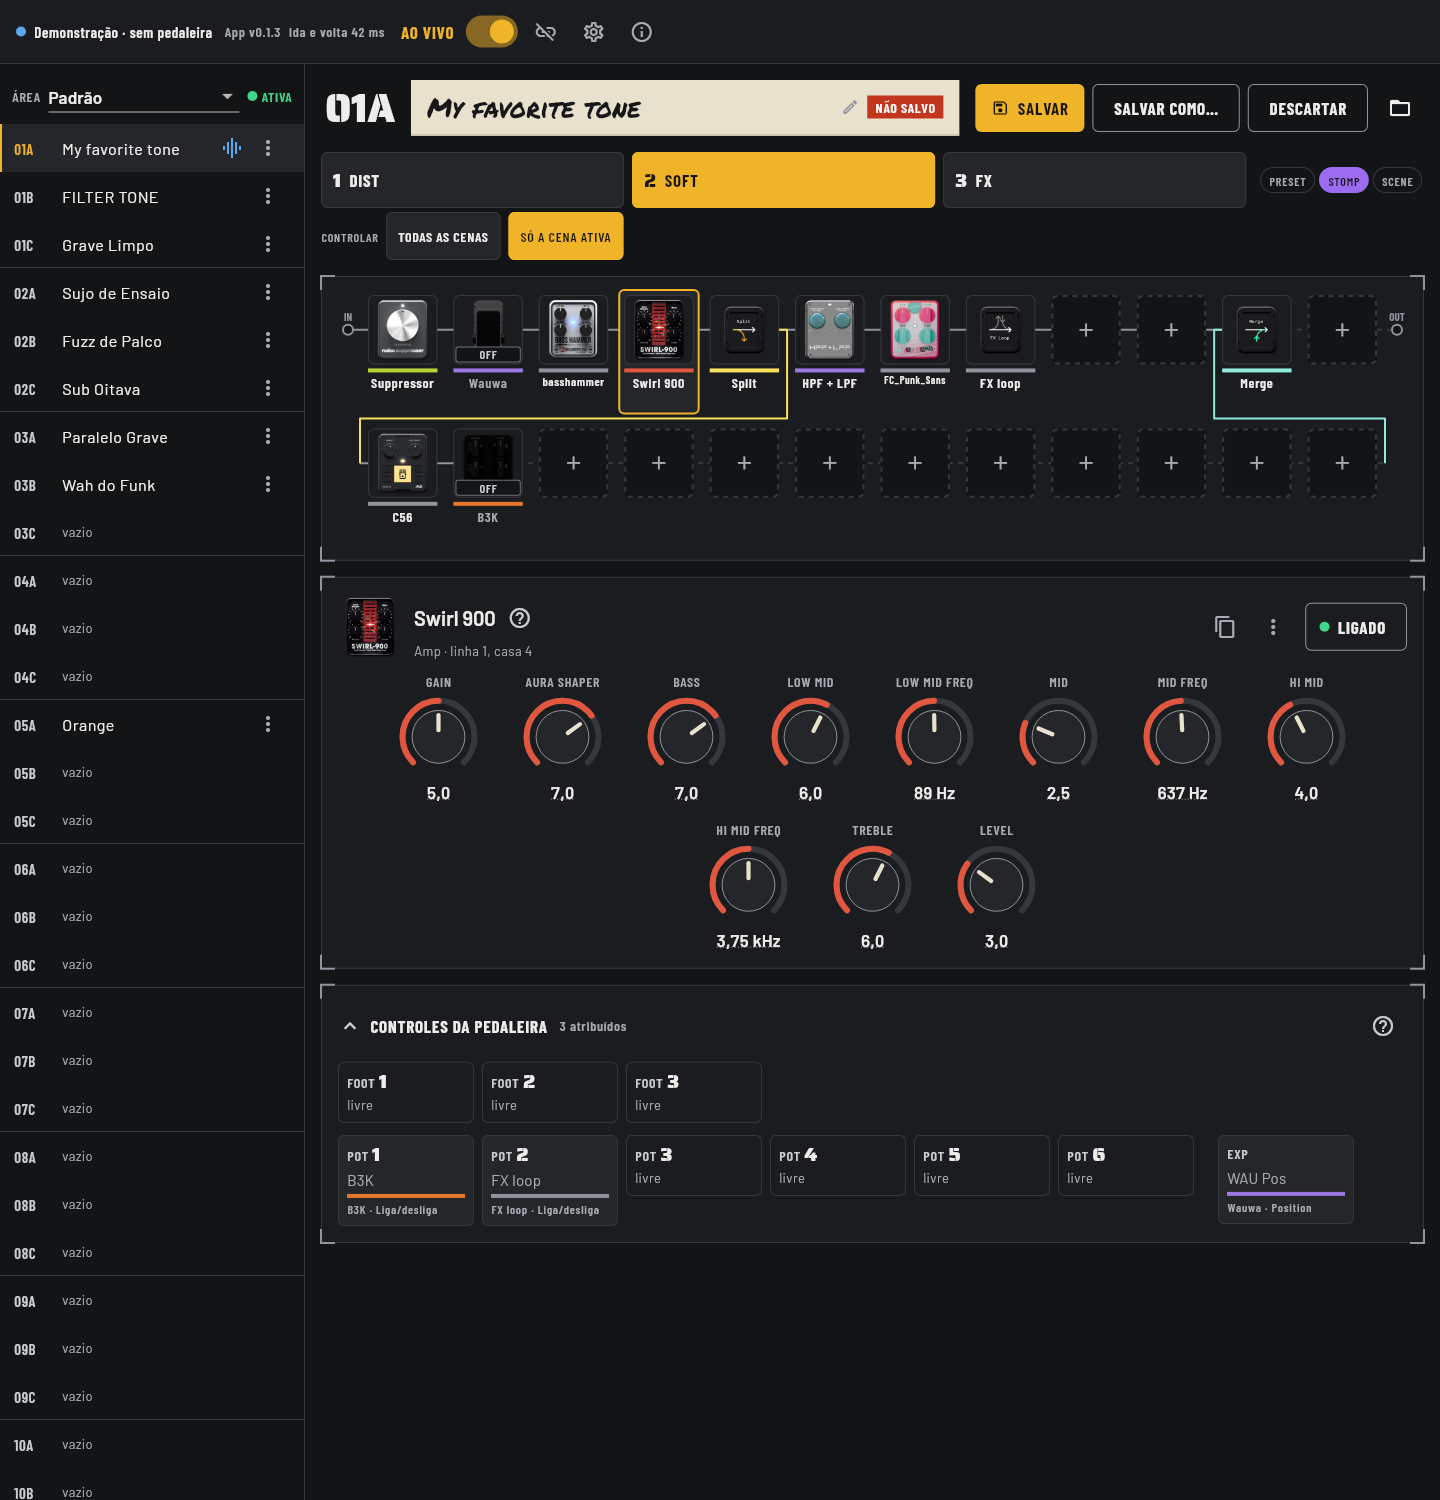 Demonstração · sem pedaleira App v0.1.3 Ida e volta 42 ms AO VIVO
ÁREA Padrão ATIVA
01A My favorite tone
01B FILTER TONE
01C Grave Limpo
02A Sujo de Ensaio
02B Fuzz de Palco
02C Sub Oitava
03A Paralelo Grave
03B Wah do Funk
03C vazio
04A vazio
04B vazio
04C vazio
05A Orange
05B vazio
05C vazio
06A vazio
06B vazio
06C vazio
07A vazio
07B vazio
07C vazio
08A vazio
08B vazio
08C vazio
09A vazio
09B vazio
09C vazio
10A vazio
10B vazio
01A My favorite tone NÃO SALVO SALVAR SALVAR COMO... DESCARTAR
1 DIST 2 SOFT 3 FX PRESET STOMP SCENE
CONTROLAR TODAS AS CENAS SÓ A CENA ATIVA
IN OUT
OFF
Suppressor Wauwa basshammer Swirl 900 Split HPF + LPF FC_Punk_Sans FX loop Merge
OFF
C56 B3K
Swirl 900
Amp · linha 1, casa 4
LIGADO
GAIN AURA SHAPER BASS LOW MID LOW MID FREQ MID MID FREQ HI MID
5,0 7,0 7,0 6,0 89 Hz 2,5 637 Hz 4,0
HI MID FREQ TREBLE LEVEL
3,75 kHz 6,0 3,0
CONTROLES DA PEDALEIRA 3 atribuídos
FOOT 1 FOOT 2 FOOT 3
livre livre livre
POT 1 POT 2 POT 3 POT 4 POT 5 POT 6 EXP
B3K FX loop livre livre livre livre WAU Pos
B3K · Liga/desliga FX loop · Liga/desliga Wauwa · Position